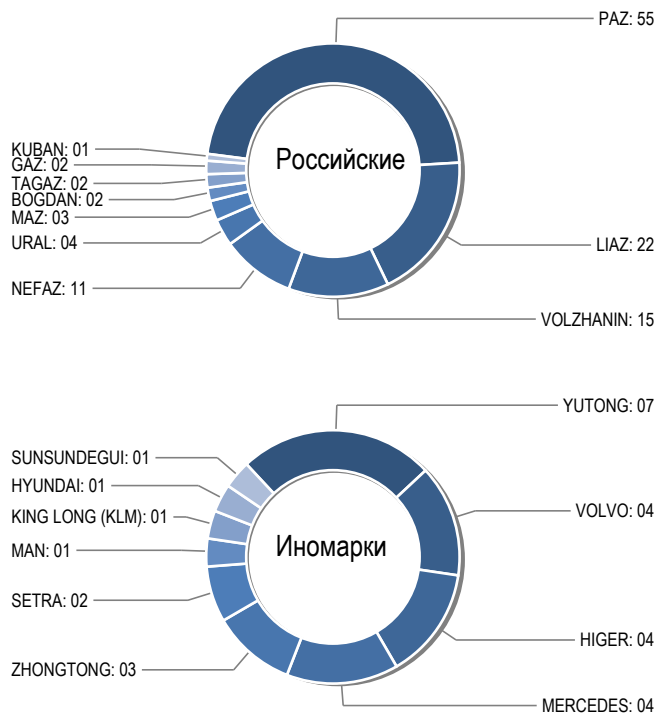 PAZ: 55
KUBAN: 01
GAZ: 02
Российские
TAGAZ: 02
BOGDAN: 02
MAZ: 03
URAL: 04
LIAZ: 22
NEFAZ: 11
VOLZHANIN: 15
YUTONG: 07
SUNSUNDEGUI: 01
HYUNDAI: 01
KING LONG (KLM): 01
VOLVO: 04
MAN: 01
Иномарки
SETRA: 02
HIGER: 04
ZHONGTONG: 03
MERCEDES: 04